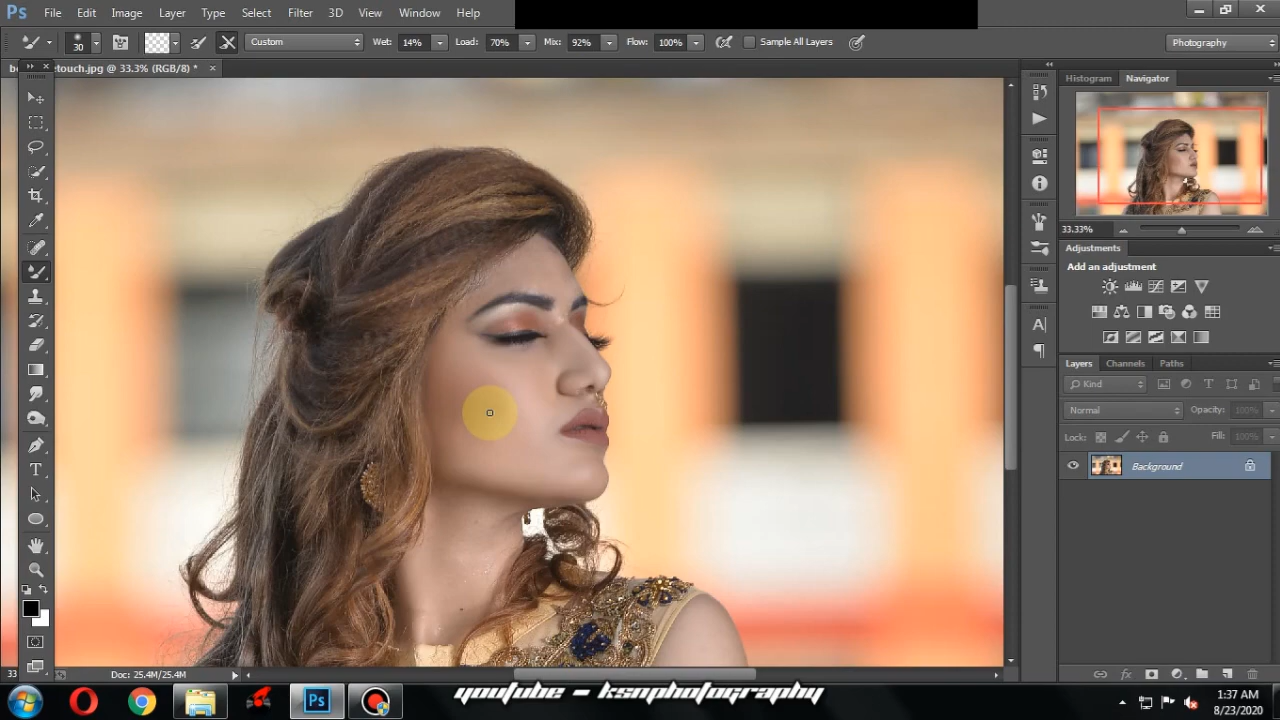 Ps File Edit Image Layer Type Select Filter 3D View Window Help
30 Custom Wet: 14% Load: 70% Mix: 92% Flow: 100% Sample All Layers Photography
etouch.jpg @ 33.3% (RGB/8) *
Histogram Navigator
33.33%
Adjustments
Add an adjustment
Layers Channels Paths
Kind
Normal Opacity: 100%
Lock: Fill: 100%
Background
33 Doc: 25.4M/25.4M
Ps youtube - ksnphotography
1:37 AM
8/23/2020